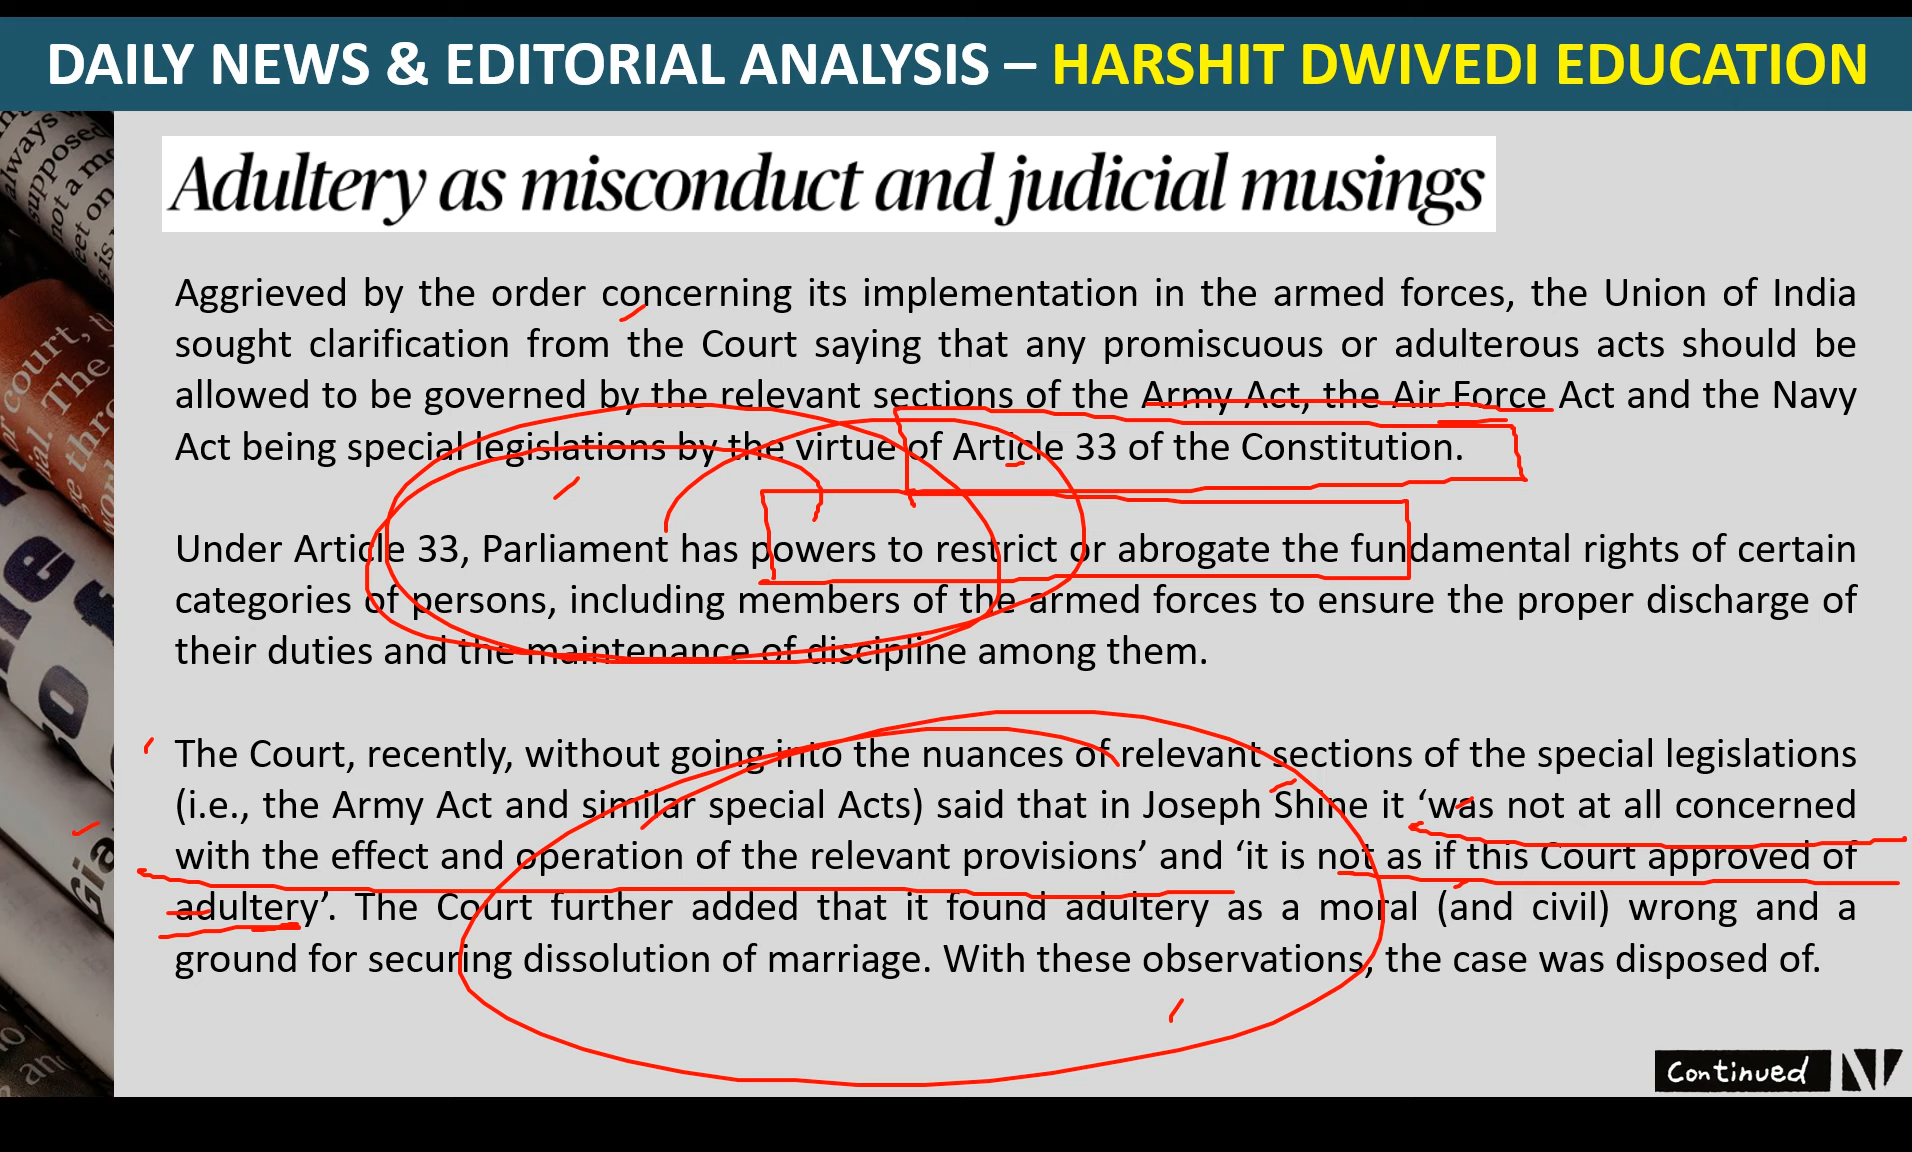 DAILY NEWS & EDITORIAL ANALYSIS – HARSHIT DWIVEDI EDUCATION
Adultery as misconduct and judicial musings
Aggrieved by the order concerning its implementation in the armed forces, the Union of India
sought clarification from the Court saying that any promiscuous or adulterous acts should be
allowed to be governed by the relevant sections of the Army Act, the Air Force Act and the Navy
Act being special legislations by the virtue of Article 33 of the Constitution.
Under Article 33, Parliament has powers to restrict or abrogate the fundamental rights of certain
categories of persons, including members of the armed forces to ensure the proper discharge of
their duties and the maintenance of discipline among them.
The Court, recently, without going into the nuances of relevant sections of the special legislations
(i.e., the Army Act and similar special Acts) said that in Joseph Shine it ‘was not at all concerned
with the effect and operation of the relevant provisions’ and ‘it is not as if this Court approved of
adultery’. The Court further added that it found adultery as a moral (and civil) wrong and a
ground for securing dissolution of marriage. With these observations, the case was disposed of.
Continued